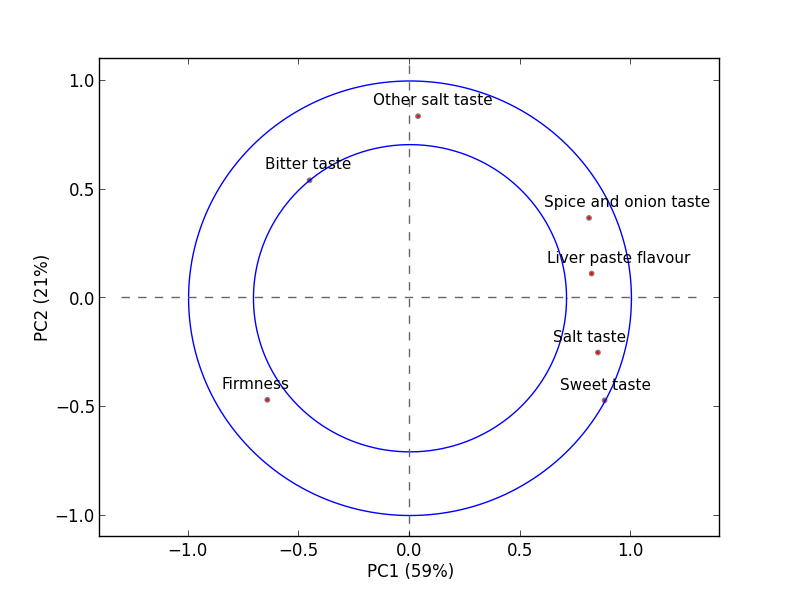 1.0
Other salt taste
Bitter taste
0.5
Spice and onion taste
Liver paste flavour
PC2 (21%)
0.0
Salt taste
Firmness
Sweet taste
−0.5
−1.0
−1.0 −0.5 0.0 0.5 1.0
PC1 (59%)